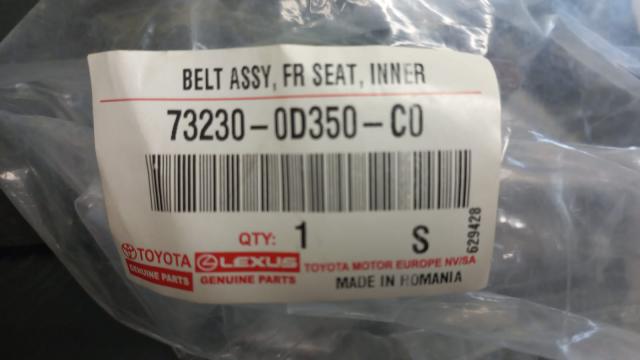 BELT ASSY, FR SEAT, INNER
73230-0D350-C0
QTY: 1 S
629428
TOYOTA
GENUINE PARTS
LEXUS
GENUINE PARTS
TOYOTA MOTOR EUROPE NV/SA
MADE IN ROMANIA